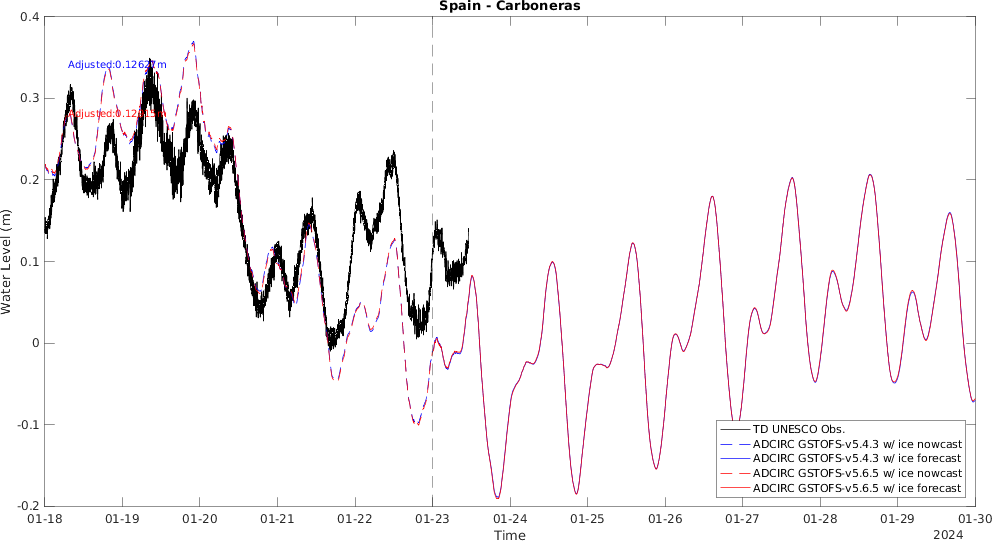 Spain - Carboneras
0.4
0.3
0.2
0.1
0
-0.1
-0.2
Water Level (m)
Adjusted:0.12627m
TD UNESCO Obs.
ADCIRC GSTOFS-v5.4.3 w/ ice nowcast
ADCIRC GSTOFS-v5.4.3 w/ ice forecast
ADCIRC GSTOFS-v5.6.5 w/ ice nowcast
ADCIRC GSTOFS-v5.6.5 w/ ice forecast
01-18 01-19 01-20 01-21 01-22 01-23 01-24 01-25 01-26 01-27 01-28 01-29 01-30
Time
2024